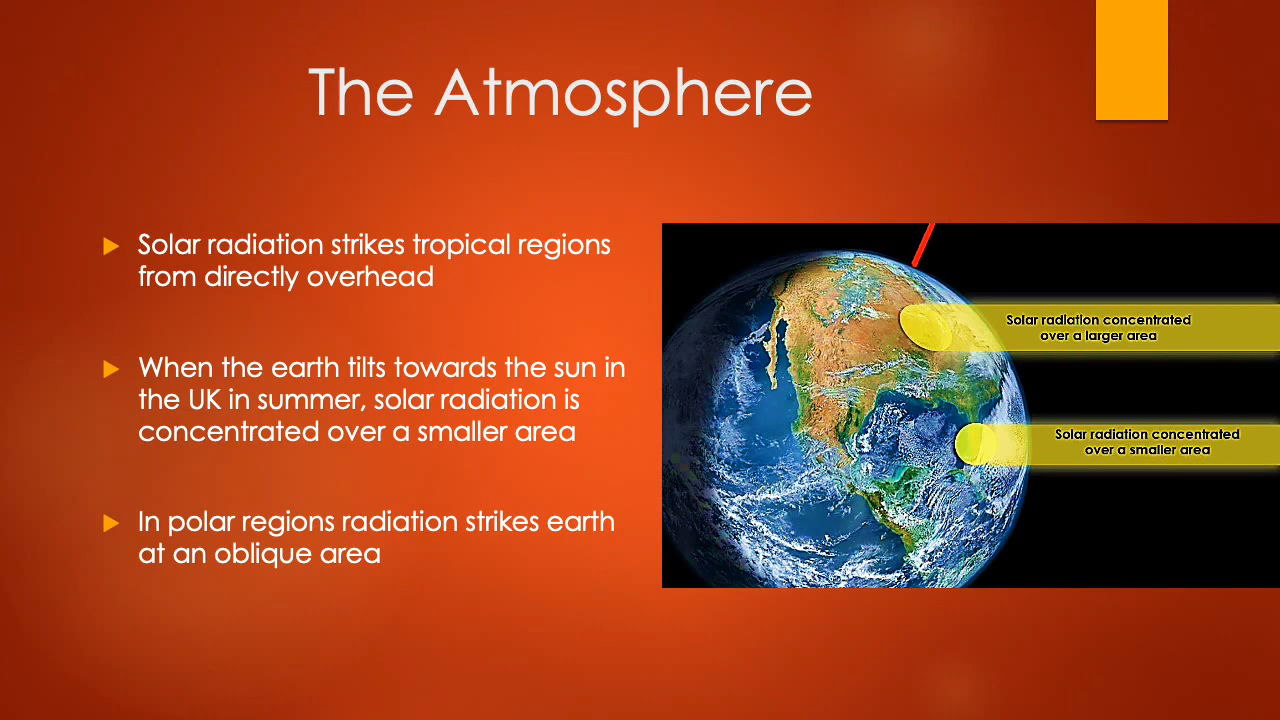 The Atmosphere
Solar radiation strikes tropical regions
from directly overhead
When the earth tilts towards the sun in
the UK in summer, solar radiation is
concentrated over a smaller area
In polar regions radiation strikes earth
at an oblique area
Solar radiation concentrated
over a larger area
Solar radiation concentrated
over a smaller area